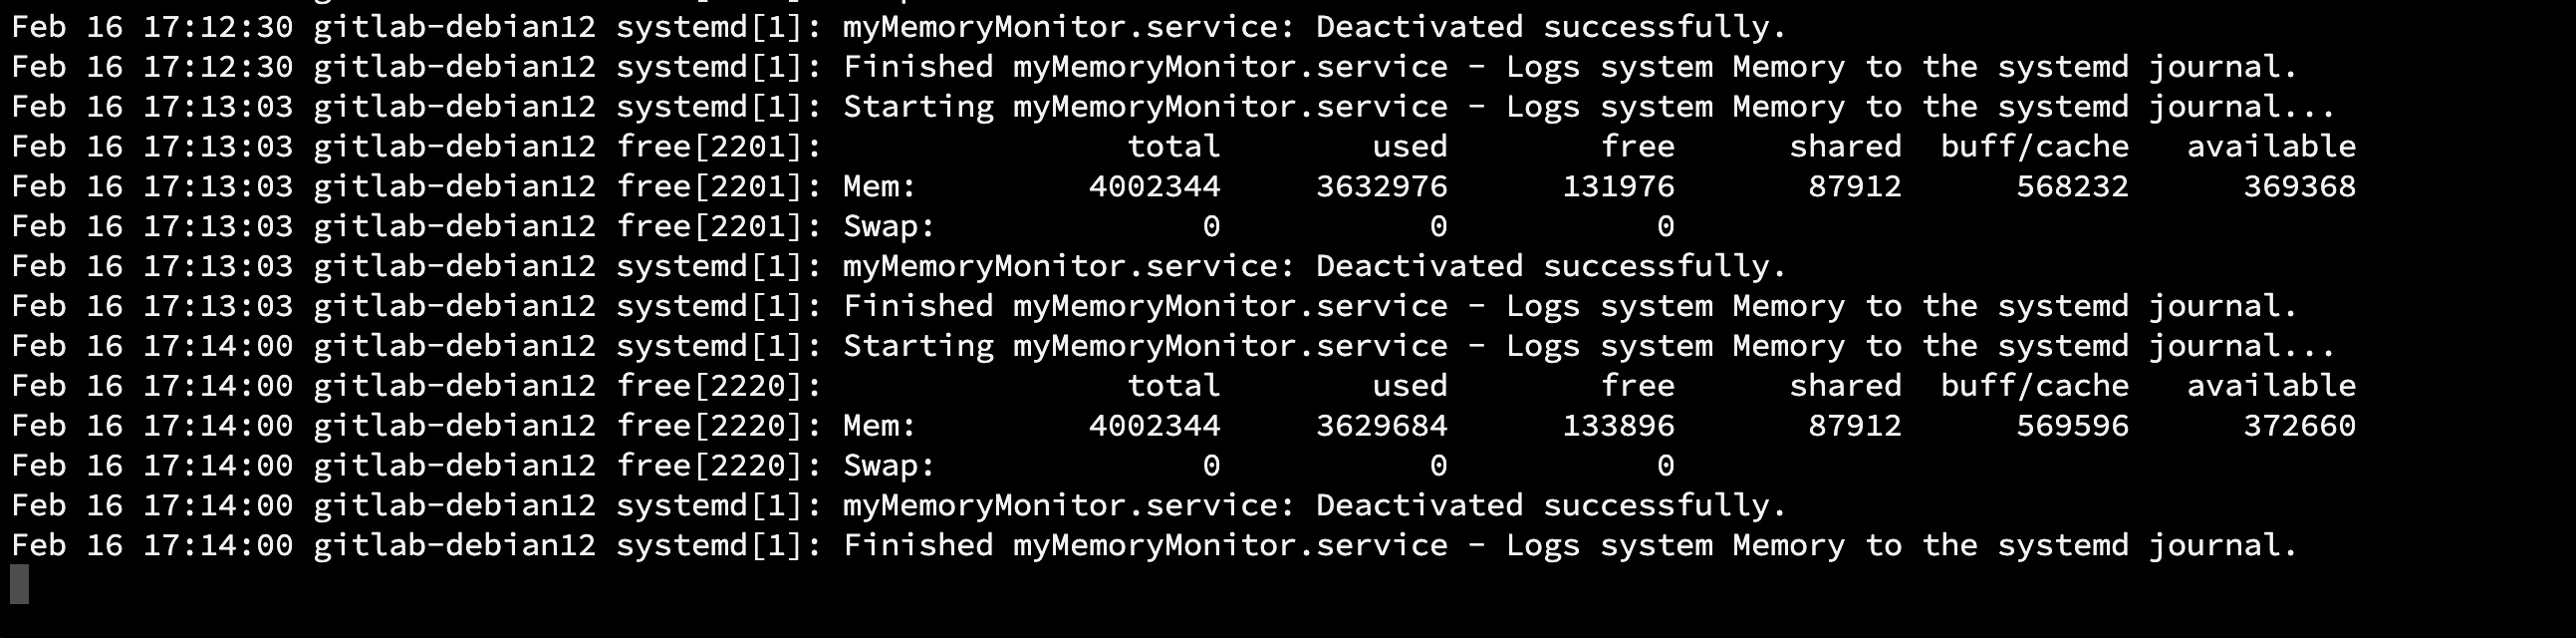 Feb 16 17:12:30 gitlab-debian12 systemd[1]: myMemoryMonitor.service: Deactivated successfully.
Feb 16 17:12:30 gitlab-debian12 systemd[1]: Finished myMemoryMonitor.service - Logs system Memory to the systemd journal.
Feb 16 17:13:03 gitlab-debian12 systemd[1]: Starting myMemoryMonitor.service - Logs system Memory to the systemd journal...
Feb 16 17:13:03 gitlab-debian12 free[2201]:                total        used        free      shared  buff/cache   available
Feb 16 17:13:03 gitlab-debian12 free[2201]: Mem:         4002344     3632976      131976       87912      568232      369368
Feb 16 17:13:03 gitlab-debian12 free[2201]: Swap:              0           0           0
Feb 16 17:13:03 gitlab-debian12 systemd[1]: myMemoryMonitor.service: Deactivated successfully.
Feb 16 17:13:03 gitlab-debian12 systemd[1]: Finished myMemoryMonitor.service - Logs system Memory to the systemd journal.
Feb 16 17:14:00 gitlab-debian12 systemd[1]: Starting myMemoryMonitor.service - Logs system Memory to the systemd journal...
Feb 16 17:14:00 gitlab-debian12 free[2220]:                total        used        free      shared  buff/cache   available
Feb 16 17:14:00 gitlab-debian12 free[2220]: Mem:         4002344     3629684      133896       87912      569596      372660
Feb 16 17:14:00 gitlab-debian12 free[2220]: Swap:              0           0           0
Feb 16 17:14:00 gitlab-debian12 systemd[1]: myMemoryMonitor.service: Deactivated successfully.
Feb 16 17:14:00 gitlab-debian12 systemd[1]: Finished myMemoryMonitor.service - Logs system Memory to the systemd journal.